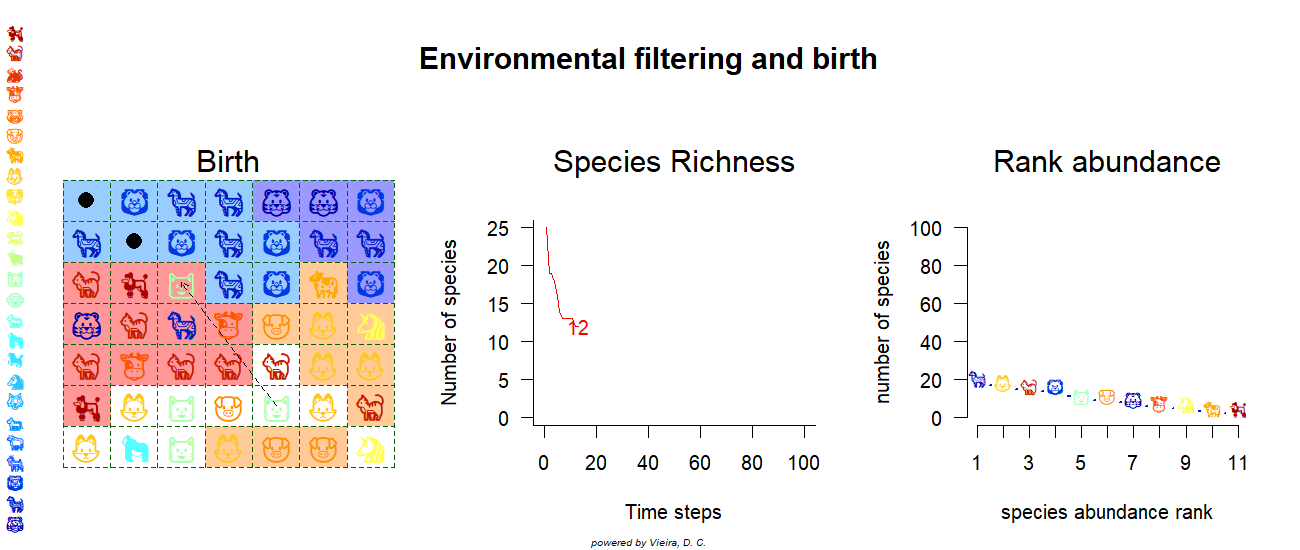 Environmental filtering and birth
Birth
Species Richness
Number of species
25
20
15
10
5
0
12
0 20 40 60 80 100
Time steps
Rank abundance
number of species
100
80
60
40
20
0
1 3 5 7 9 11
species abundance rank
powered by Vieira, D. C.